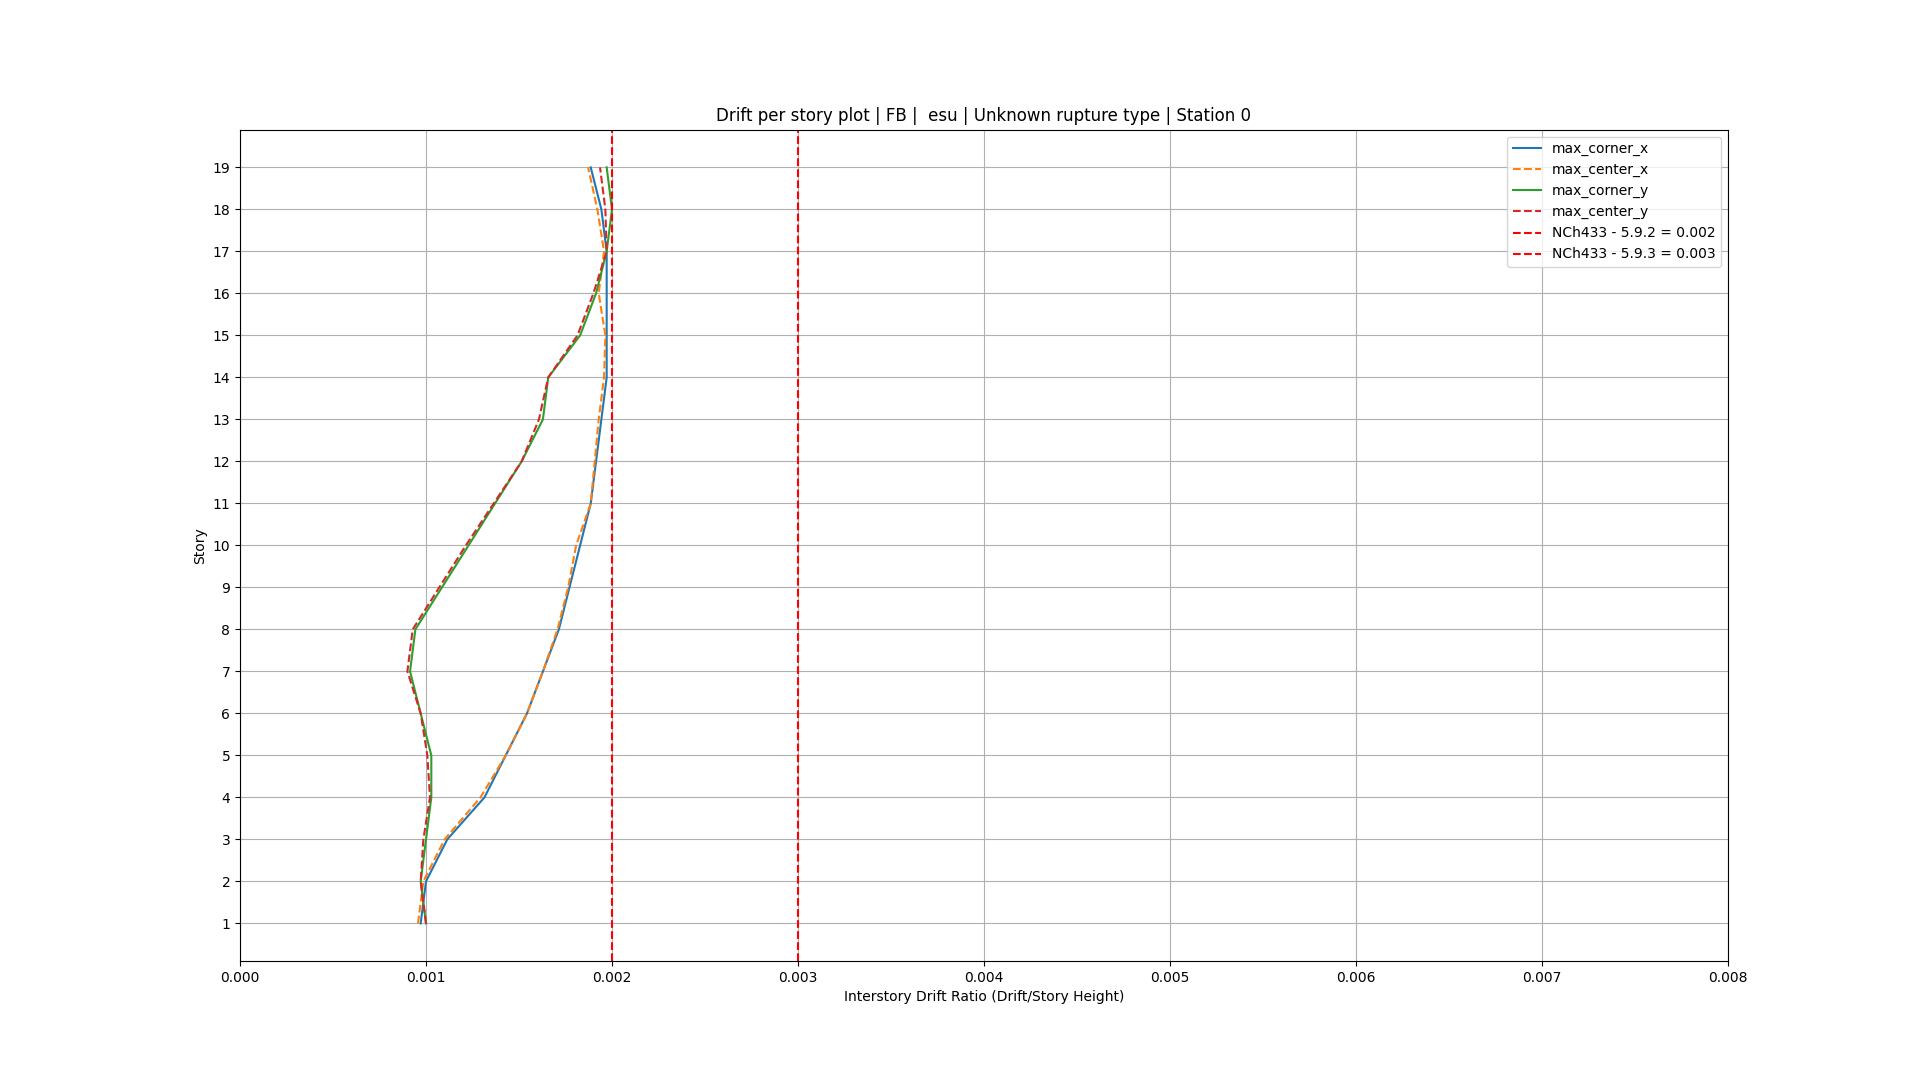 Drift per story plot | FB |  esu | Unknown rupture type | Station 0
max_corner_x
max_center_x
max_corner_y
max_center_y
NCh433 - 5.9.2 = 0.002
NCh433 - 5.9.3 = 0.003
Story
19
18
17
16
15
14
13
12
11
10
9
8
7
6
5
4
3
2
1
0.000 0.001 0.002 0.003 0.004 0.005 0.006 0.007 0.008
Interstory Drift Ratio (Drift/Story Height)